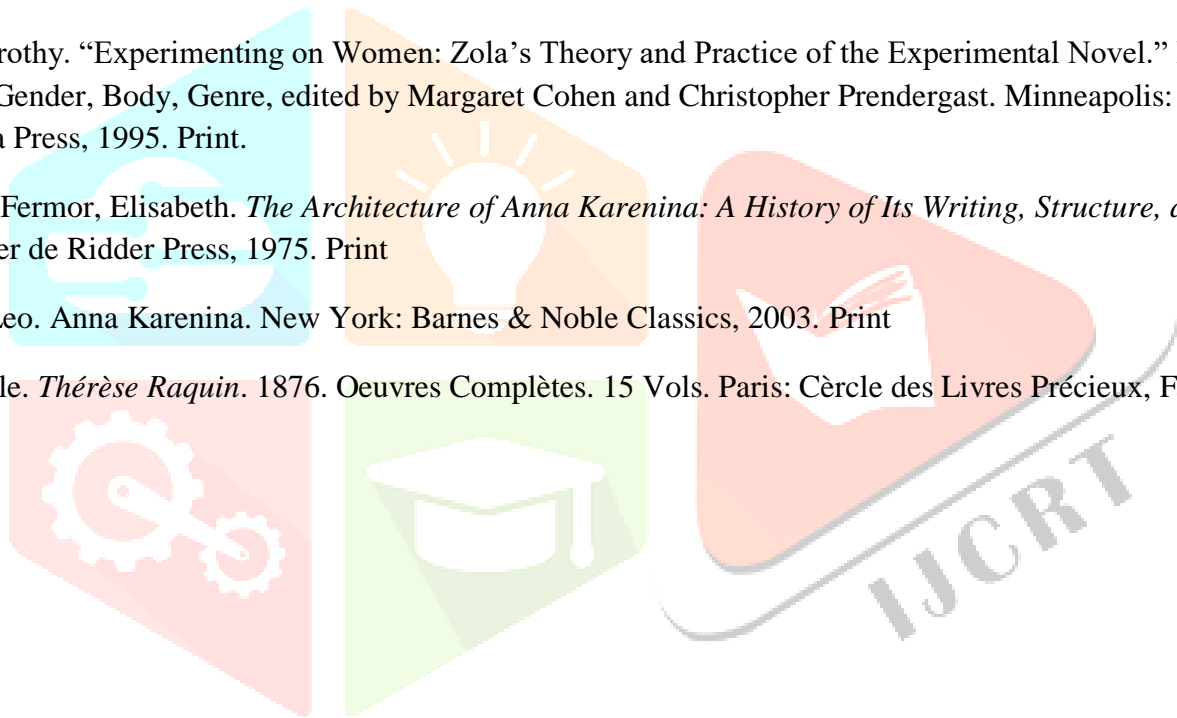 rothy. “Experimenting on Women: Zola’s Theory and Practice of the Experimental Novel.”
Gender, Body, Genre, edited by Margaret Cohen and Christopher Prendergast. Minneapolis:
a Press, 1995. Print.
Fermor, Elisabeth. The Architecture of Anna Karenina: A History of Its Writing, Structure, a
er de Ridder Press, 1975. Print
eo. Anna Karenina. New York: Barnes & Noble Classics, 2003. Print
le. Thérèse Raquin. 1876. Oeuvres Complètes. 15 Vols. Paris: Cèrcle des Livres Précieux, F
IJCRT